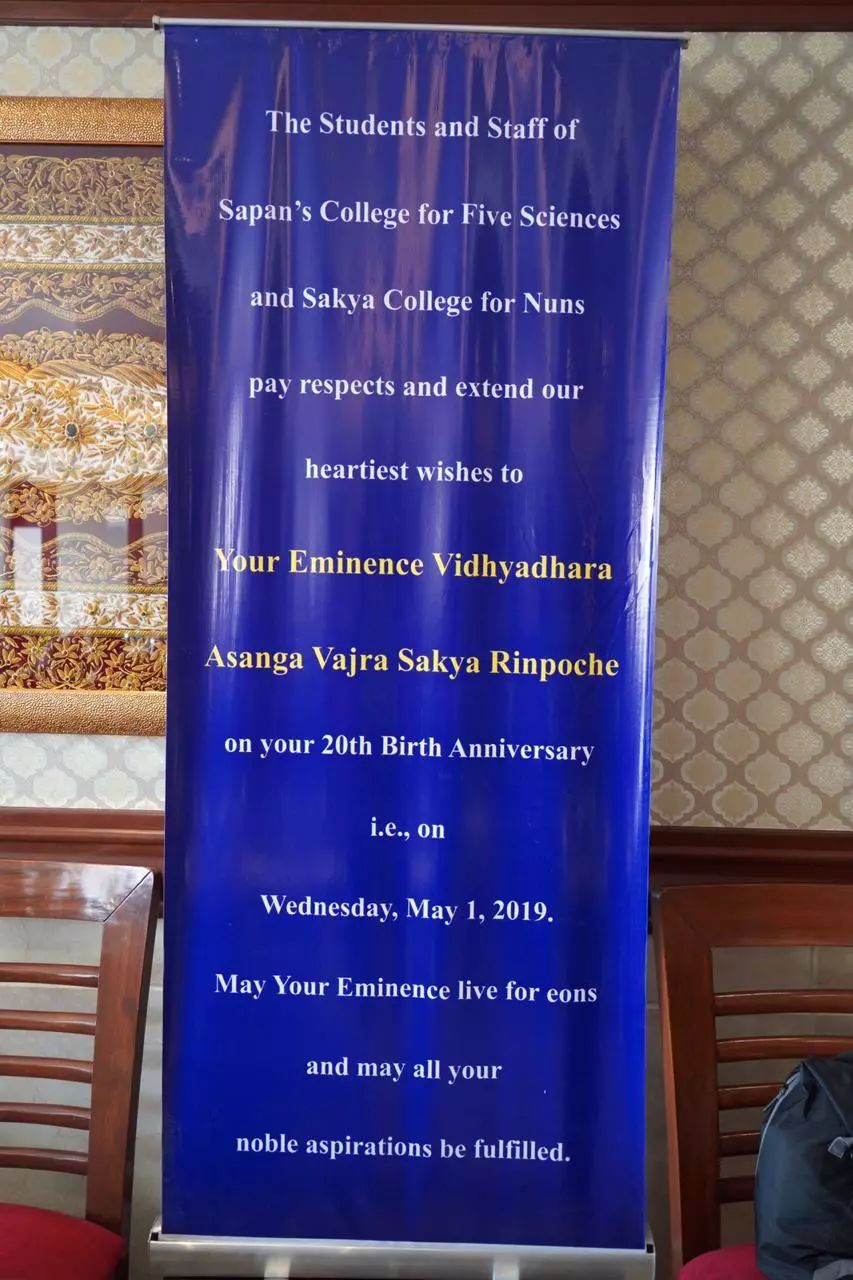 The Students and Staff of
Sapan's College for Five Sciences
and Sakya College for Nuns
pay respects and extend our
heartiest wishes to
Your Eminence Vidhyadhara
Asanga Vajra Sakya Rinpoche
on your 20th Birth Anniversary
i.e., on
Wednesday, May 1, 2019.
May Your Eminence live for eons
and may all your
noble aspirations be fulfilled.